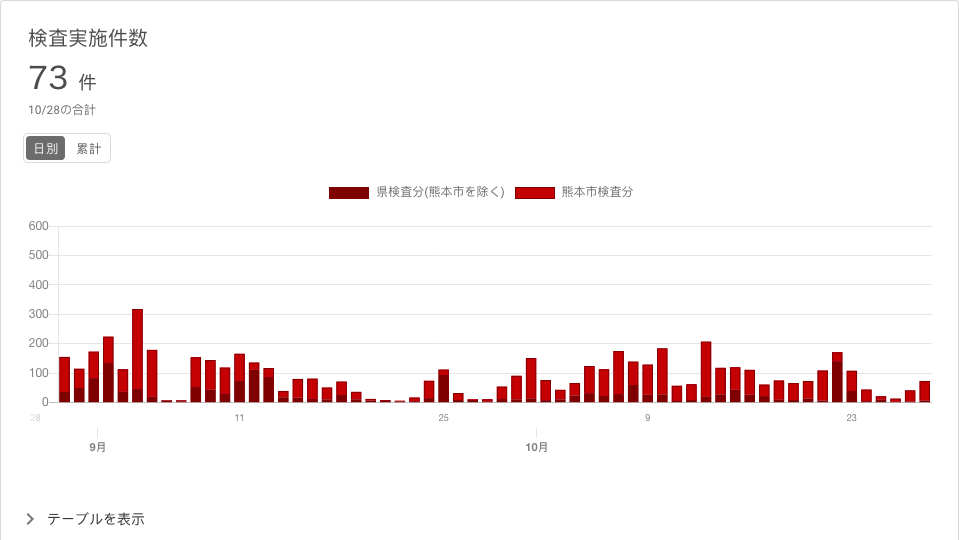 検査実施件数
73 件
10/28の合計
日別 累計
県検査分(熊本市を除く) 熊本市検査分
600
500
400
300
200
100
0
28 11 25 9 23
9月 10月
テーブルを表示